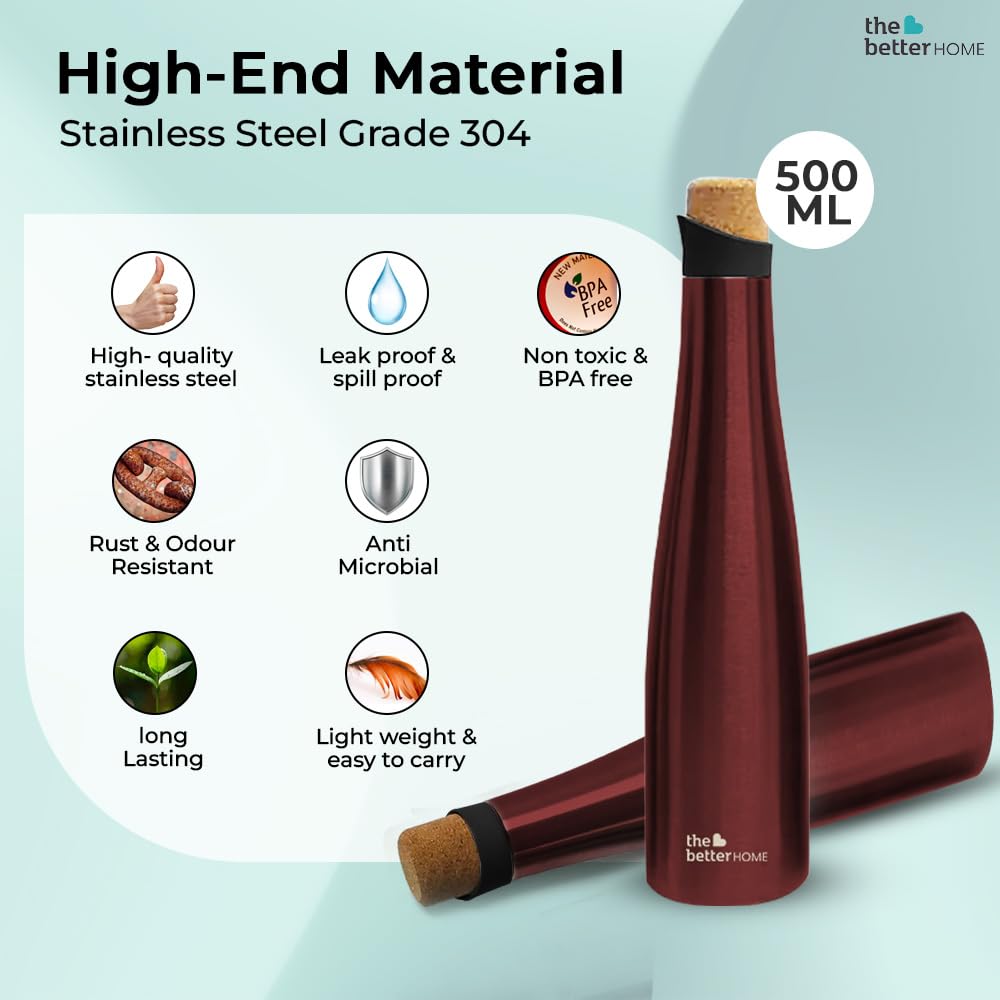 the
better HOME
High-End Material
Stainless Steel Grade 304
500
ML
NEW MATE
BPA
Free
High- quality
stainless steel
Leak proof &
spill proof
Non toxic &
BPA free
Rust & Odour
Resistant
Anti
Microbial
long
Lasting
Light weight &
easy to carry
the
better HOME